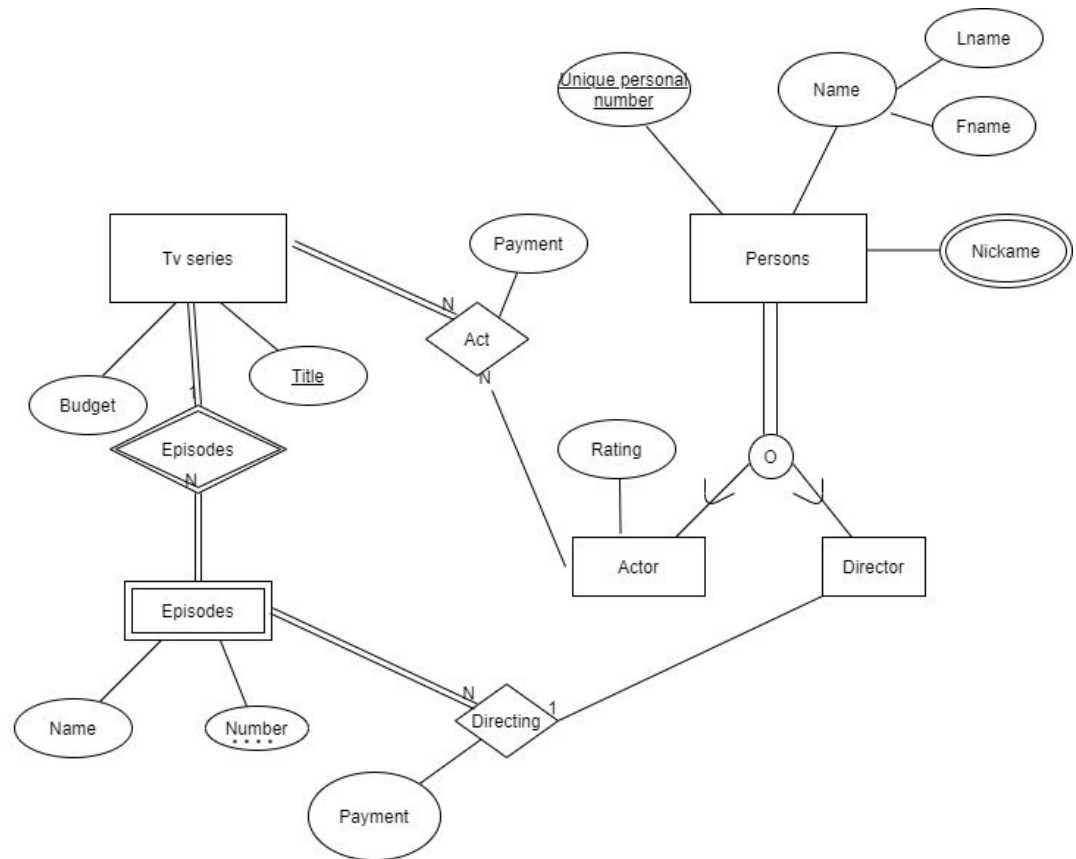 Lname
Unique personal
number
Name
Fname
Tv series
Payment
Persons
Nickame
N
Act
N
Title
1
Budget
Episodes
N
Rating
O
Actor
Director
Episodes
N
1
Name
Number
Directing
Payment